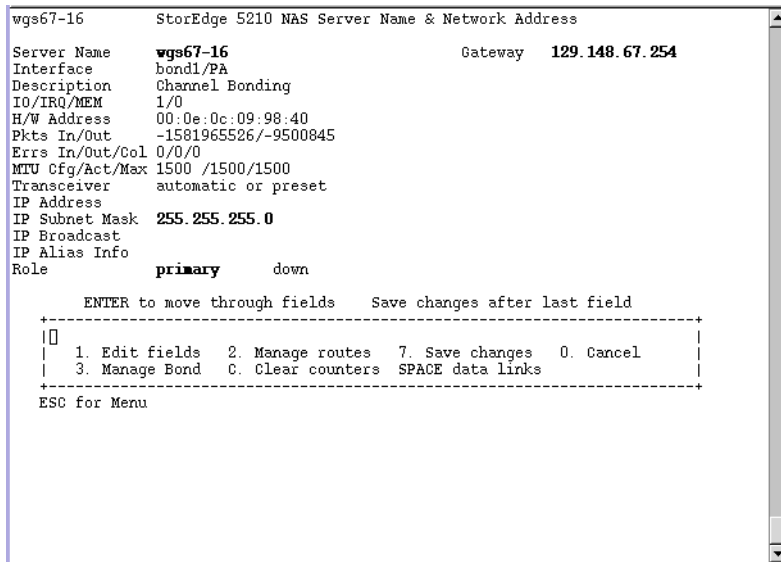 wgs67-16 StorEdge 5210 NAS Server Name & Network Address
Server Name wgs67-16 Gateway 129.148.67.254
Interface bond1/PA
Description Channel Bonding
IO/IRQ/MEM 1/0
H/W Address 00:0e:0c:09:98:40
Pkts In/Out -1581965526/-9500845
Errs In/Out/Col 0/0/0
MTU Cfg/Act/Max 1500 /1500/1500
Transceiver automatic or preset
IP Address
IP Subnet Mask 255.255.255.0
IP Broadcast
IP Alias Info
Role primary down
ENTER to move through fields Save changes after last field
1. Edit fields 2. Manage routes 7. Save changes 0. Cancel
3. Manage Bond C. Clear counters SPACE data links
ESC for Menu